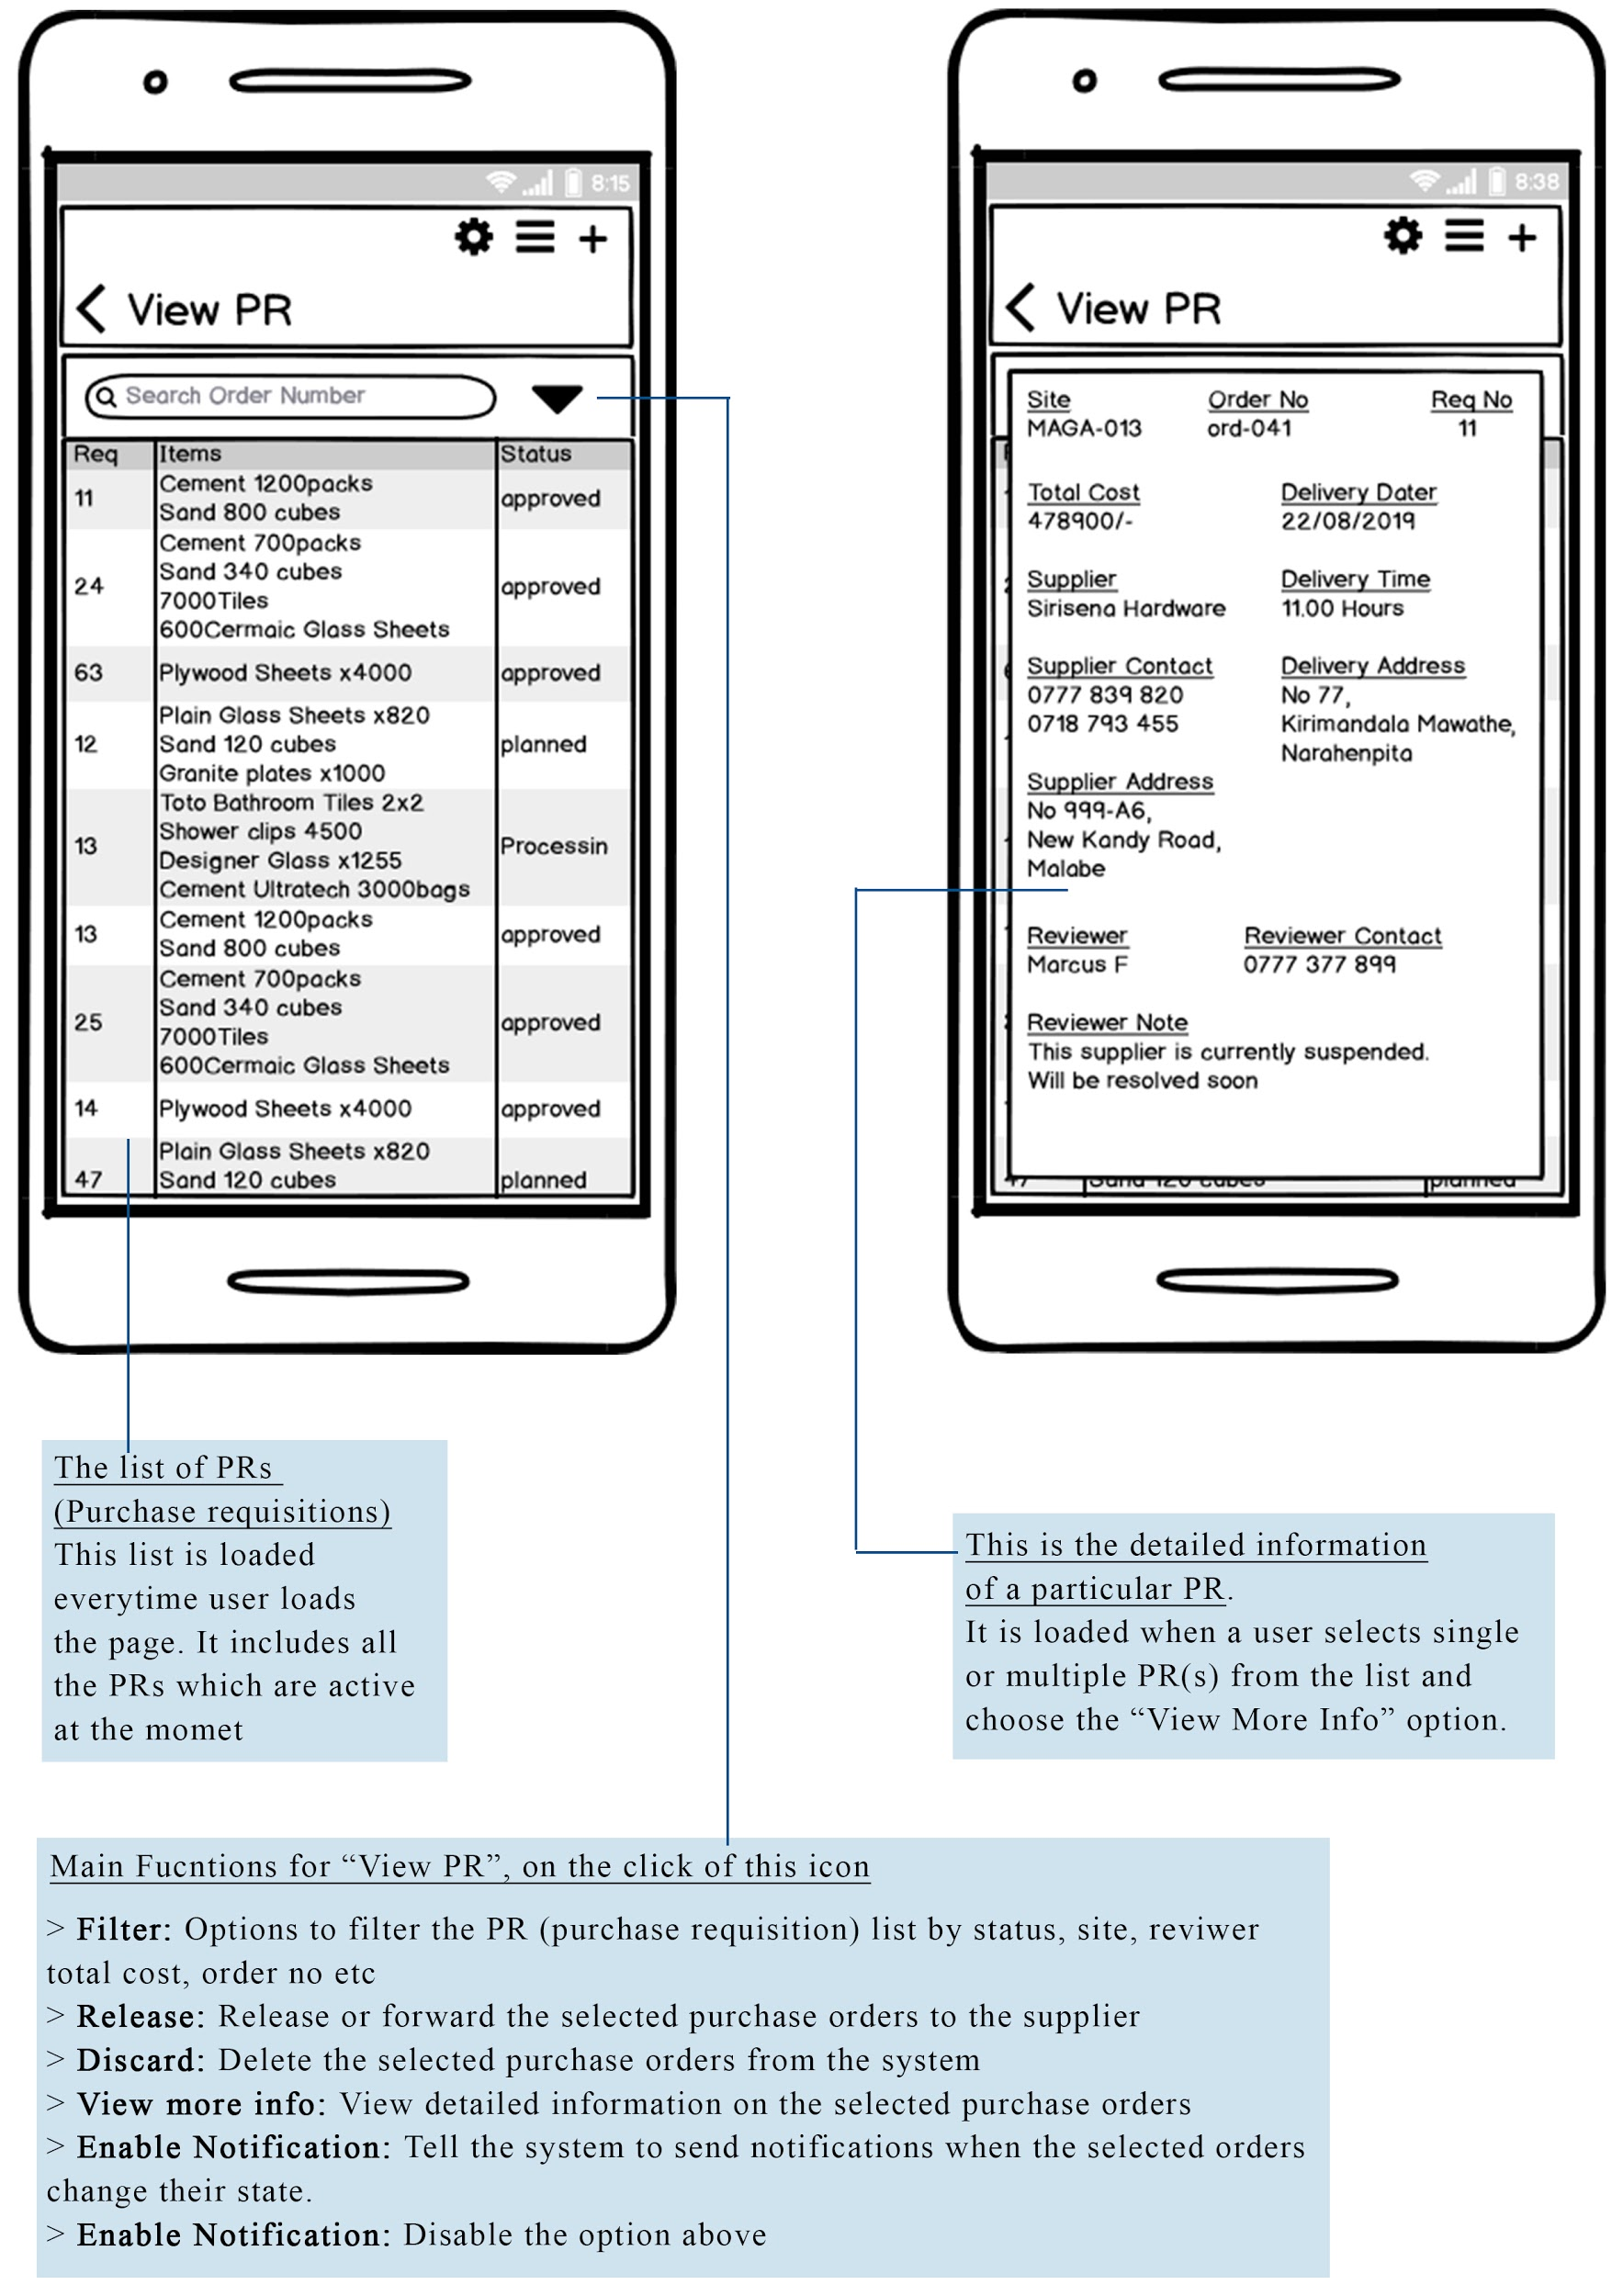 8:15
View PR
Search Order Number
Req Items Status
11 Cement 1200packs approved
Sand 800 cubes
24 Cement 700packs approved
Sand 340 cubes
7000Tiles
600Cermaic Glass Sheets
63 Plywood Sheets x4000 approved
12 Plain Glass Sheets x820 planned
Sand 120 cubes
Granite plates x1000
13 Toto Bathroom Tiles 2x2 Processin
Shower clips 4500
Designer Glass x1255
Cement Ultratech 3000bags
13 Cement 1200packs approved
Sand 800 cubes
25 Cement 700packs approved
Sand 340 cubes
7000Tiles
600Cermaic Glass Sheets
14 Plywood Sheets x4000 approved
47 Plain Glass Sheets x820 planned
Sand 120 cubes
8:38
View PR
Site Order No Req No
MAGA-013 ord-041 11
Total Cost Delivery Dater
478900/- 22/08/2019
Supplier Delivery Time
Sirisena Hardware 11.00 Hours
Supplier Contact Delivery Address
0777 839 820 No 77,
0718 793 455 Kirimandala Mawathe,
Narahenpita
Supplier Address
No 999-A6,
New Kandy Road,
Malabe
Reviewer Reviewer Contact
Marcus F 0777 377 899
Reviewer Note
This supplier is currently suspended.
Will be resolved soon
47 Sand 120 cubes planned
The list of PRs
(Purchase requisitions)
This list is loaded
everytime user loads
the page. It includes all
the PRs which are active
at the momet
This is the detailed information
of a particular PR.
It is loaded when a user selects single
or multiple PR(s) from the list and
choose the “View More Info” option.
Main Fucntions for “View PR”, on the click of this icon
> Filter: Options to filter the PR (purchase requisition) list by status, site, reviwer
total cost, order no etc
> Release: Release or forward the selected purchase orders to the supplier
> Discard: Delete the selected purchase orders from the system
> View more info: View detailed information on the selected purchase orders
> Enable Notification: Tell the system to send notifications when the selected orders
change their state.
> Enable Notification: Disable the option above